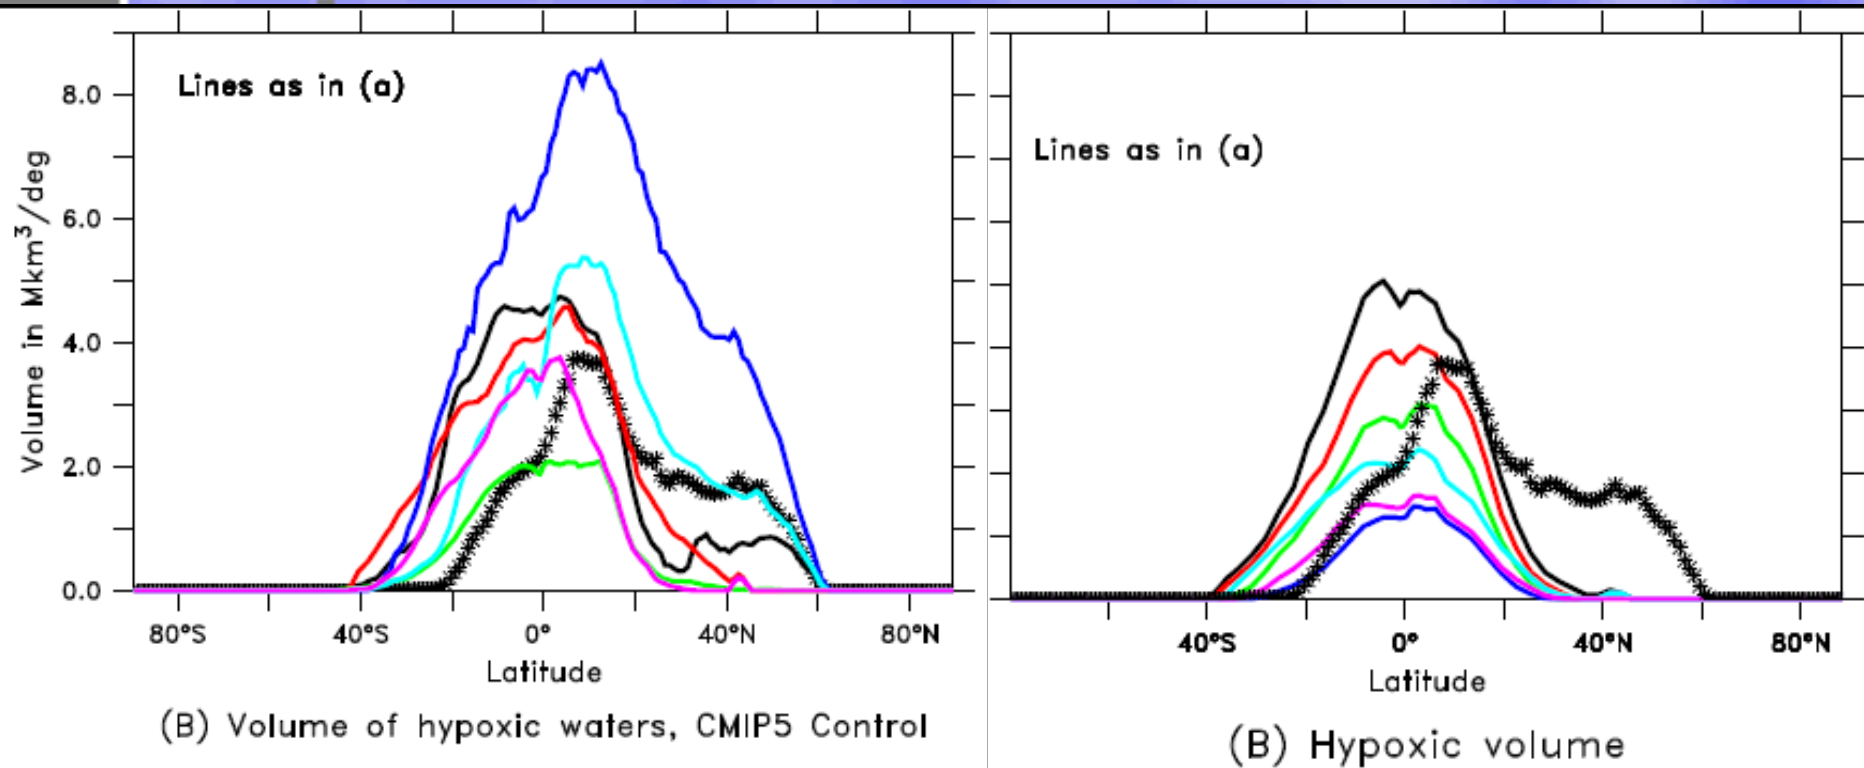 Lines as in (a)
8.0
6.0
4.0
2.0
0.0
Volume in Mkm³/deg
80°S 40°S 0° 40°N 80°N
Latitude
(B) Volume of hypoxic waters, CMIP5 Control
Lines as in (a)
40°S 0° 40°N 80°N
Latitude
(B) Hypoxic volume